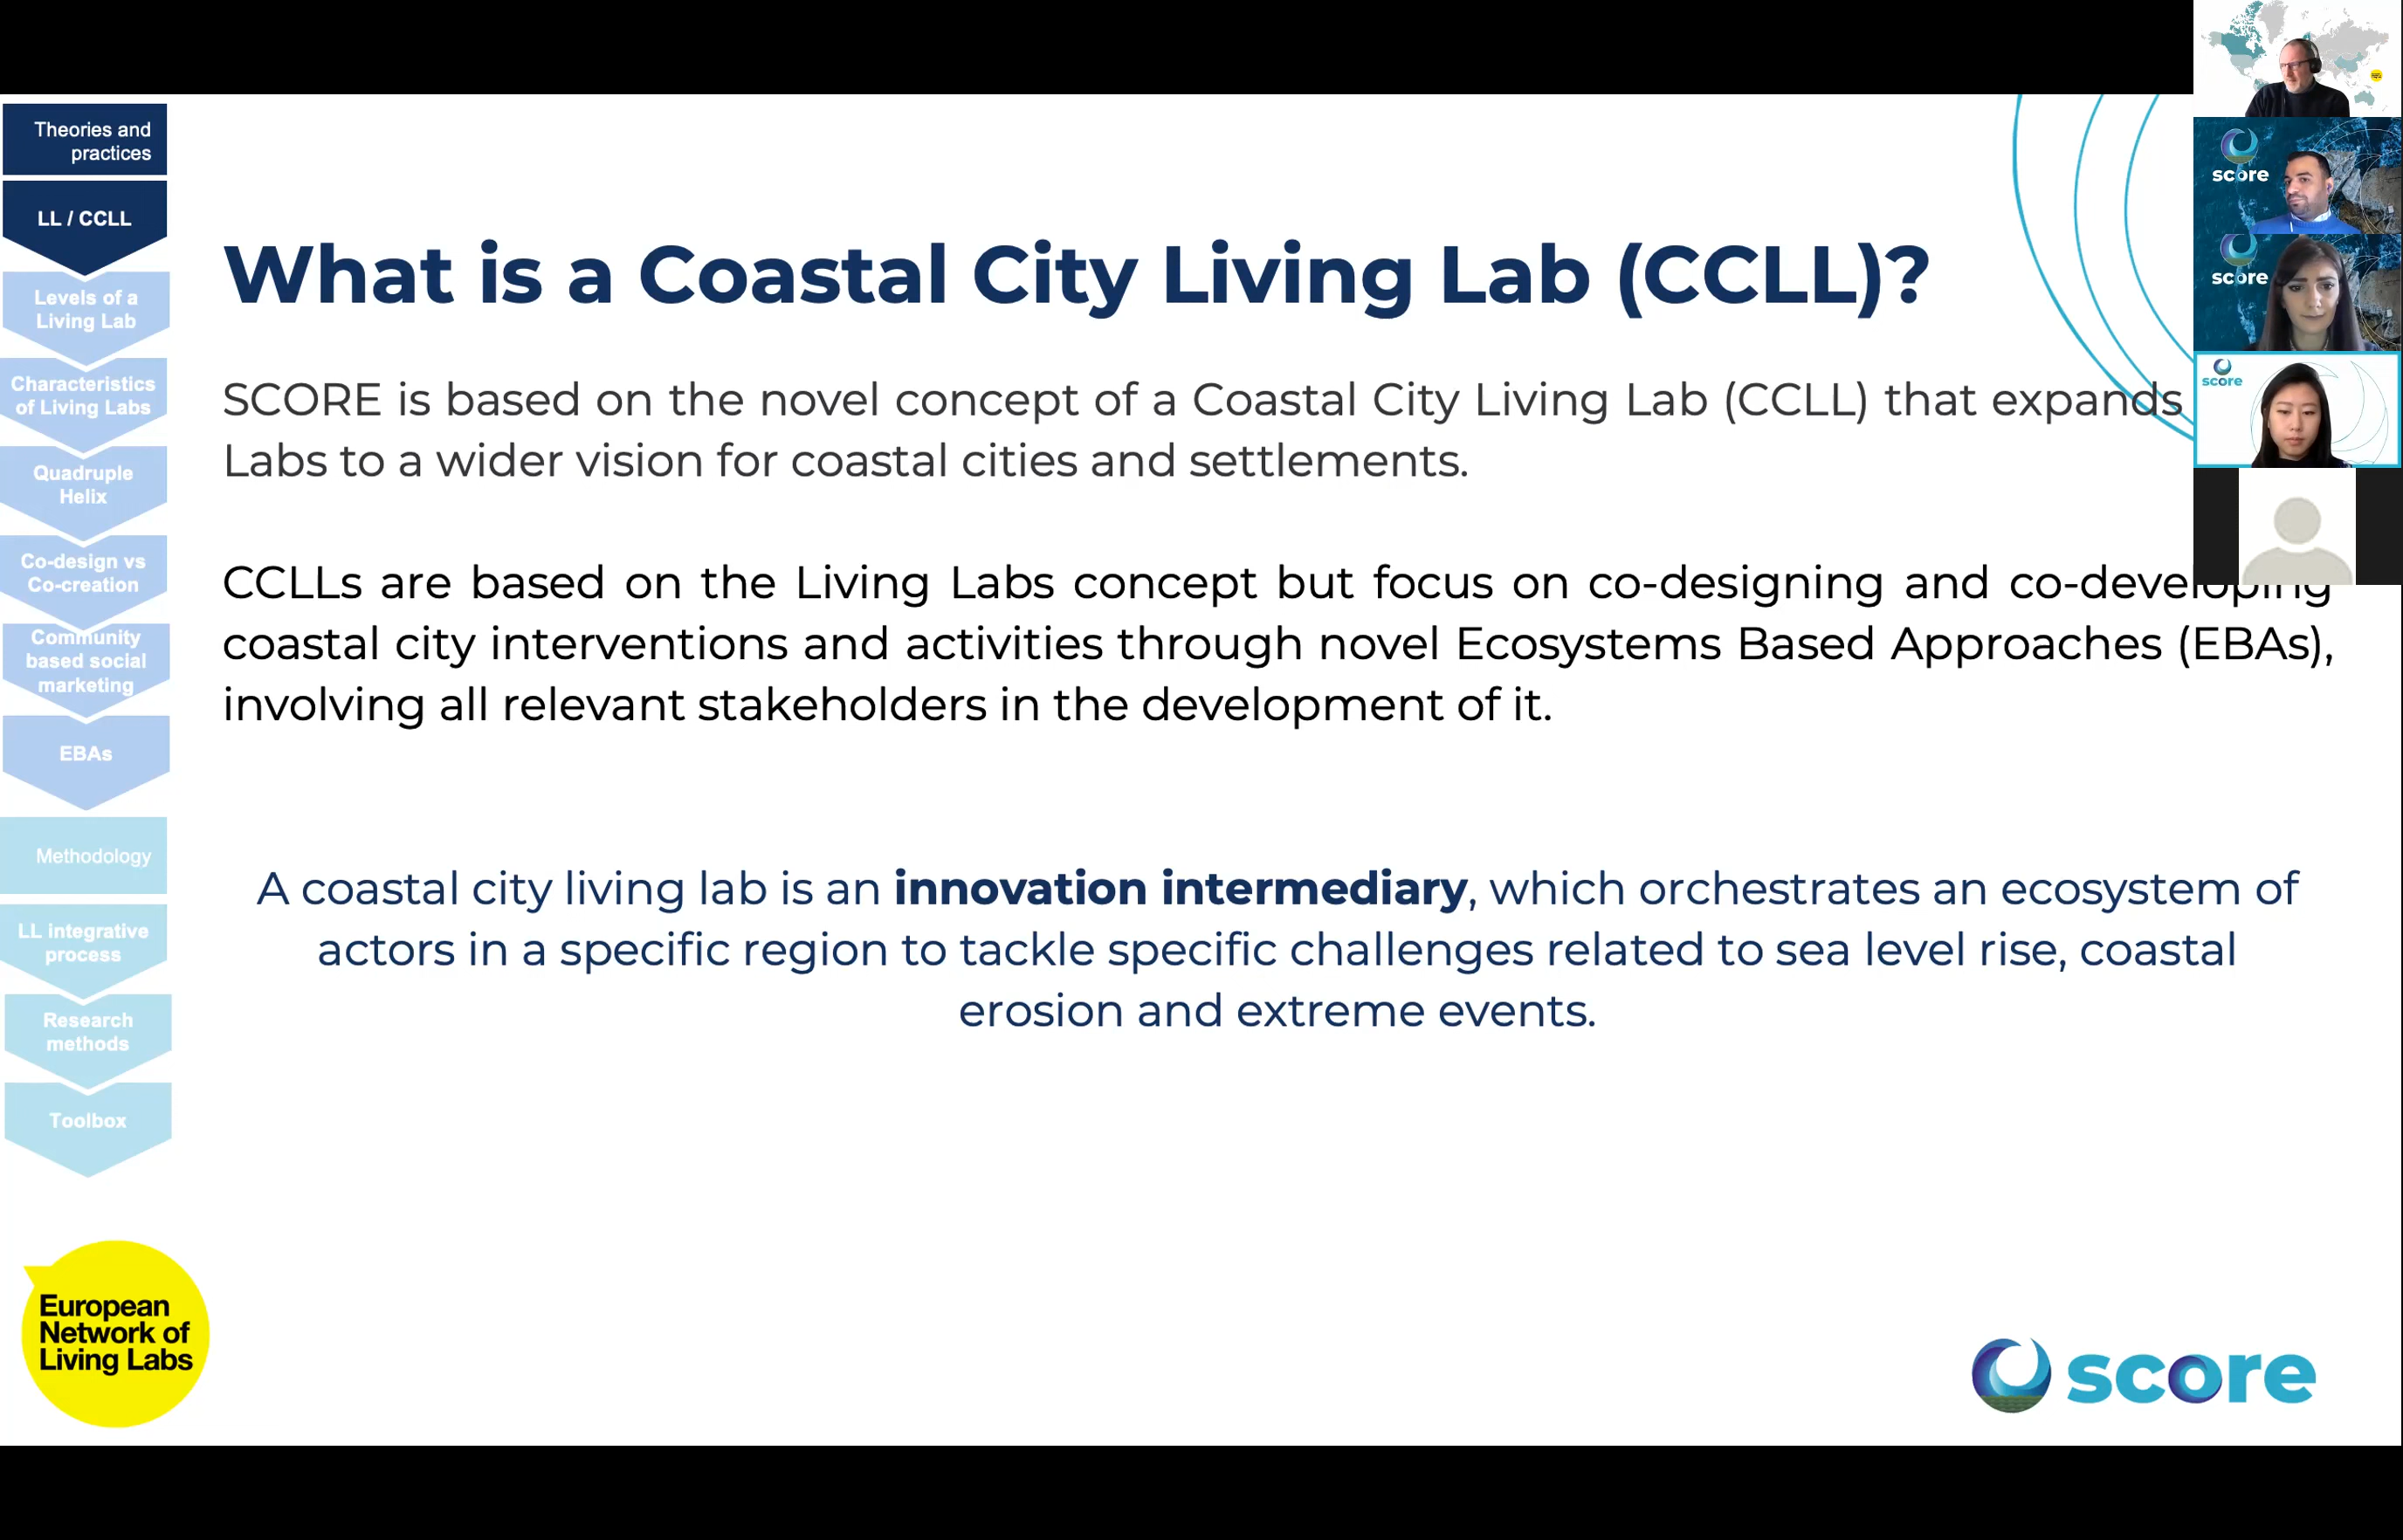 Theories and
practices
LL / CCLL
Levels of a
Living Lab
Characteristics
of Living Labs
Quadruple
Helix
Co-design vs
Co-creation
Community
based social
marketing
EBAs
Methodology
LL integrative
process
Research
methods
Toolbox
What is a Coastal City Living Lab (CCLL)?
SCORE is based on the novel concept of a Coastal City Living Lab (CCLL) that expands
Labs to a wider vision for coastal cities and settlements.
CCLLs are based on the Living Labs concept but focus on co-designing and co-developing
coastal city interventions and activities through novel Ecosystems Based Approaches (EBAs),
involving all relevant stakeholders in the development of it.
A coastal city living lab is an innovation intermediary, which orchestrates an ecosystem of
actors in a specific region to tackle specific challenges related to sea level rise, coastal
erosion and extreme events.
European
Network of
Living Labs
score
score
score
score